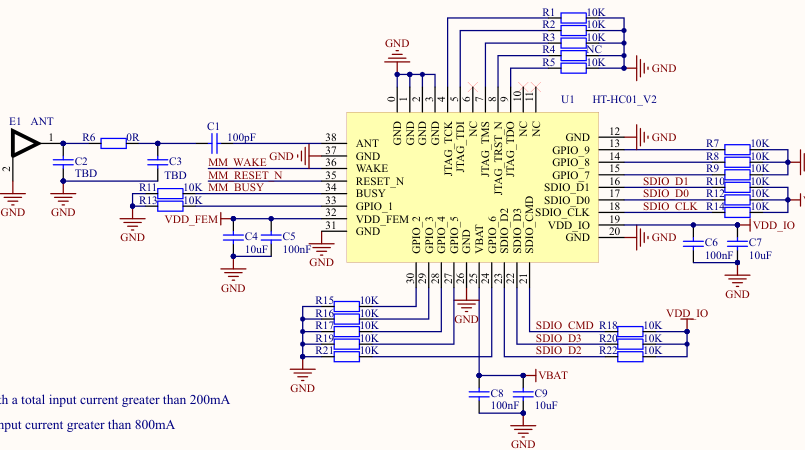 R1 10K
R2 10K
R3 10K
R4 NC
R5 10K
GND
GND
0 1 2 3 4 5 6 7 8 9 10 11
U1 HT-HC01_V2
GND GND GND GND JTAG_TCK JTAG_TDI NC JTAG_TMS JTAG_TRST_N JTAG_TDO NC NC
E1 ANT
1
2
GND
R6 0R
C1
100pF
C2
TBD
C3
TBD
GND
GND
MM_WAKE
MM_RESET_N
MM_BUSY
R11 10K
R13 10K
GND
VDD_FEM
C4
10uF
C5
100nF
GND
GND
38 ANT
37 GND
36 WAKE
35 RESET_N
34 BUSY
33 GPIO_1
32 VDD_FEM
31 GND
GND 12 GND
GPIO_9 13 R7 10K
GPIO_8 14 R8 10K
GPIO_7 15 R9 10K
SDIO_D1 16 SDIO_D1 R10 10K
SDIO_D0 17 SDIO_D0 R12 10K
SDIO_CLK 18 SDIO_CLK R14 10K
VDD_IO 19 VDD_IO
GND 20 GND
C6
100nF
C7
10uF
GND
GPIO_2 GPIO_3 GPIO_4 GPIO_5 GND VBAT GPIO_6 SDIO_D2 SDIO_D3 SDIO_CMD
30 29 28 27 26 25 24 23 22 21
GND
R15 10K
R16 10K
R17 10K
R19 10K
R21 10K
GND
VDD_IO
SDIO_CMD R18 10K
SDIO_D3 R20 10K
SDIO_D2 R22 10K
VBAT
C8
100nF
C9
10uF
GND
h a total input current greater than 200mA
nput current greater than 800mA